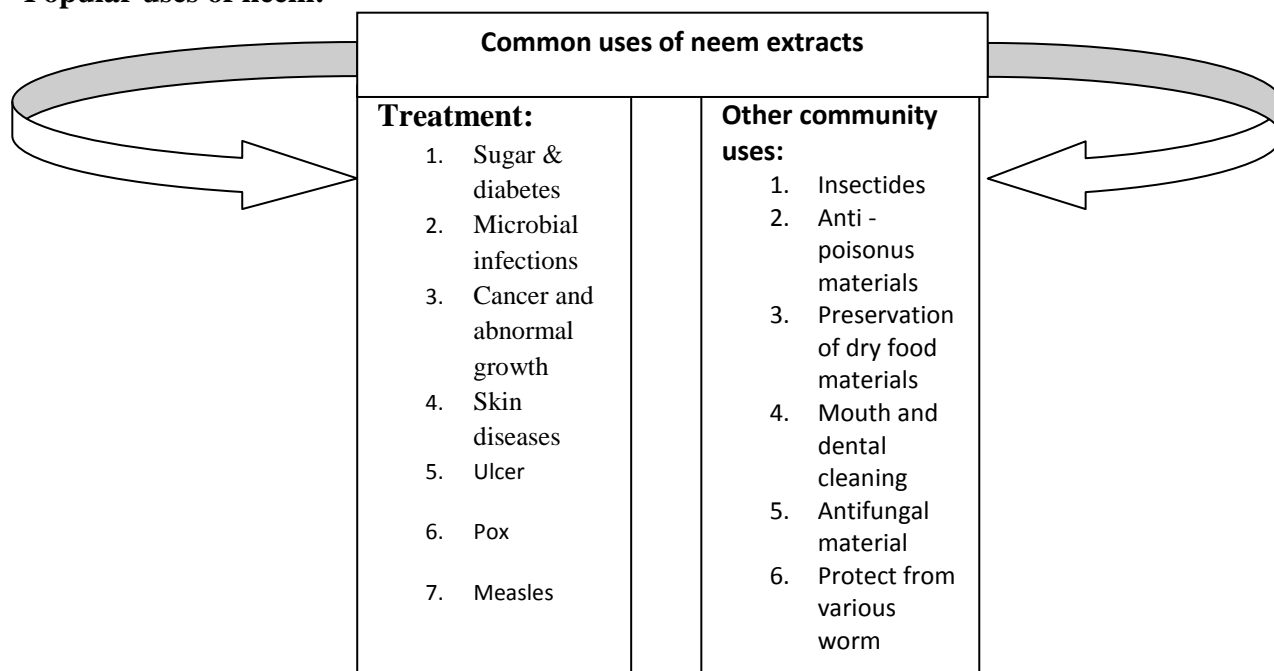 Popular uses of neem:
Common uses of neem extracts
Treatment:
1. Sugar &
diabetes
2. Microbial
infections
3. Cancer and
abnormal
growth
4. Skin
diseases
5. Ulcer
6. Pox
7. Measles
Other community
uses:
1. Insectides
2. Anti -
poisonus
materials
3. Preservation
of dry food
materials
4. Mouth and
dental
cleaning
5. Antifungal
material
6. Protect from
various
worm